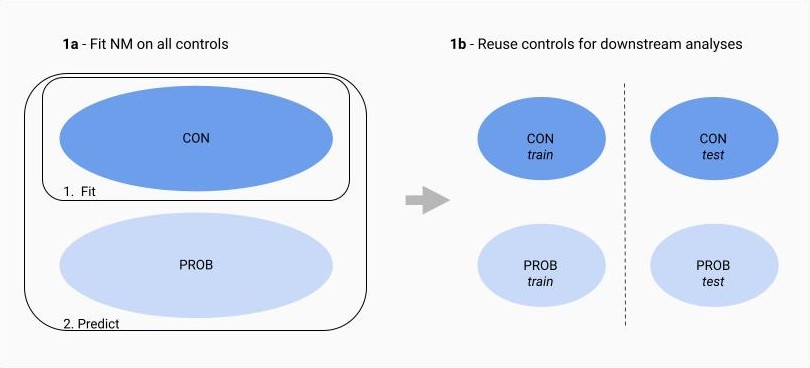 1a - Fit NM on all controls
CON
1. Fit
PROB
2. Predict
1b - Reuse controls for downstream analyses
CON
train
CON
test
PROB
train
PROB
test